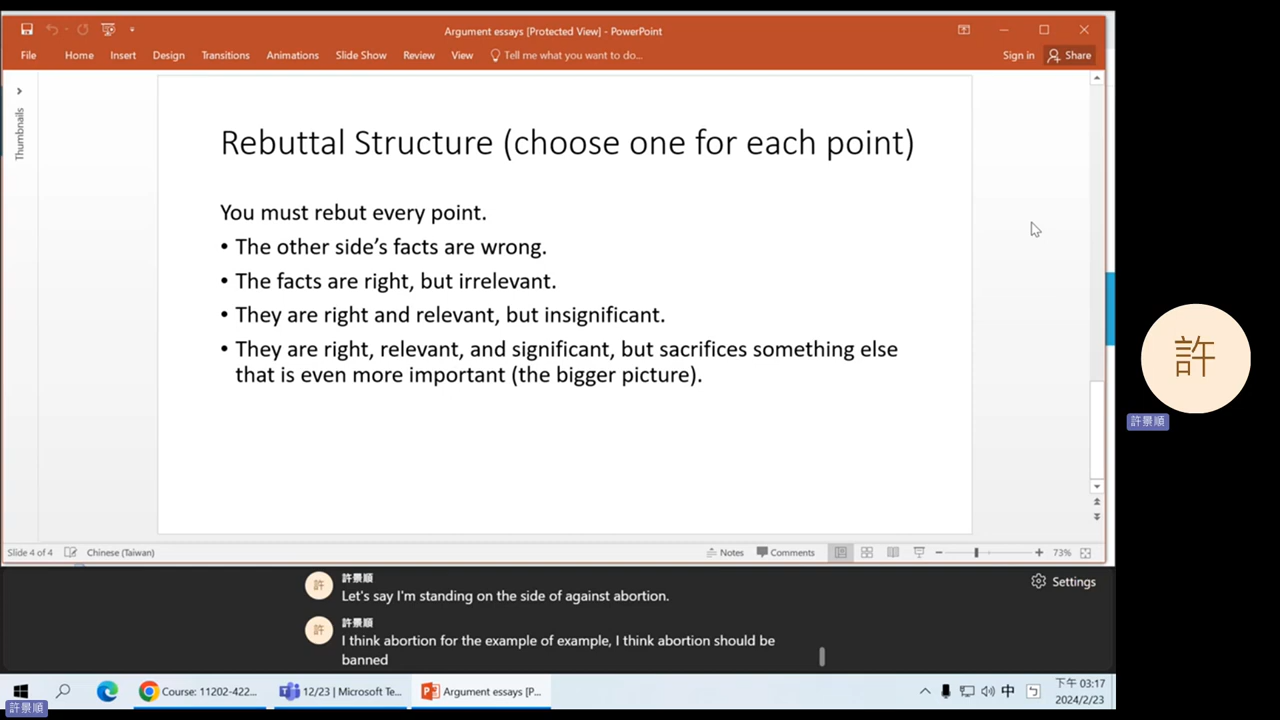 Argument essays [Protected View] - PowerPoint
File Home Insert Design Transitions Animations Slide Show Review View Tell me what you want to do... Sign in Share
Thumbnails
Rebuttal Structure (choose one for each point)
You must rebut every point.
• The other side's facts are wrong.
• The facts are right, but irrelevant.
• They are right and relevant, but insignificant.
• They are right, relevant, and significant, but sacrifices something else
that is even more important (the bigger picture).
許
許景順
Slide 4 of 4 Chinese (Taiwan) Notes Comments 73%
許 許景順
Let's say I'm standing on the side of against abortion.
Settings
許 許景順
I think abortion for the example of example, I think abortion should be
banned
Course: 11202-422... 12/23 | Microsoft Te... Argument essays [P... 中 下午 03:17
2024/2/23
許景順